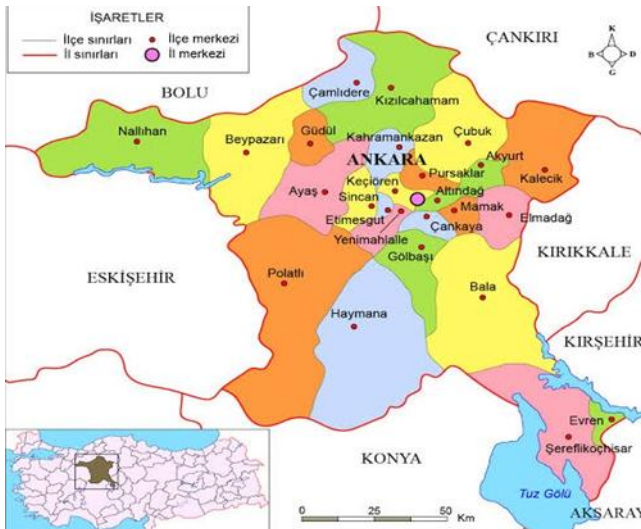 İŞARETLER
İlçe sınırları
İlçe merkezi
İl sınırları
İl merkezi
ÇANKIRI
K
B
D
G
BOLU
Çamlıdere
Kızılcahamam
Nallıhan
Beypazarı
Güdül
Kahramankazan
Çubuk
ANKARA
Akyurt
Pursaklar
Kalecik
Ayaş
Keçiören
Sincan
Altındağ
Mamak
Etimesgut
Elmadağ
Çankaya
Yenimahlalle
Gölbaşı
KIRIKKALE
ESKİŞEHİR
Polatlı
Bala
Haymana
KIRŞEHİR
Evren
Şereflikoçhisar
KONYA
Tuz Gölü
AKSARAY
0
25
50
Km